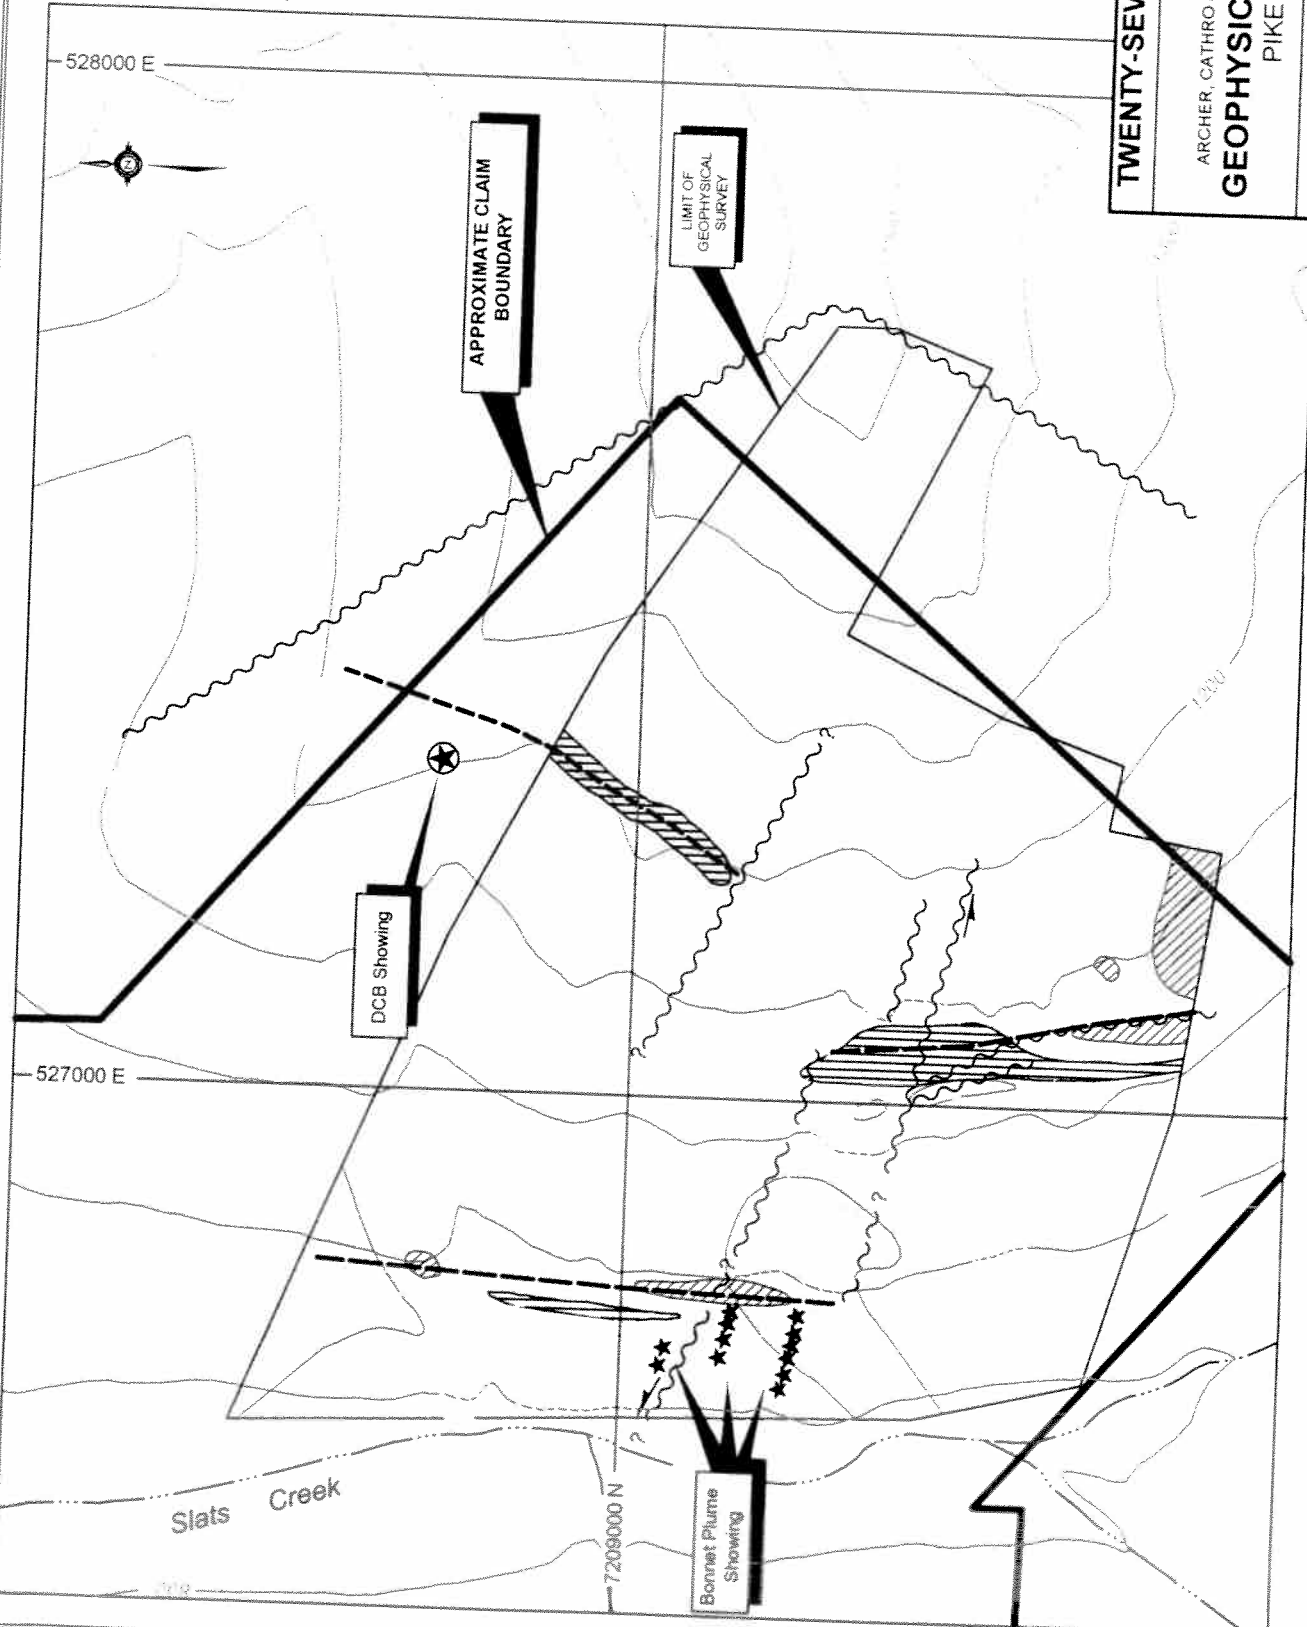 528000 E
N
APPROXIMATE CLAIM
BOUNDARY
LIMIT OF
GEOPHYSICAL
SURVEY
TWENTY-SEV
ARCHER, CATHRO
GEOPHYSIC
PIKE
DCB Showing
527000 E
1200
Slats Creek
800
7209000 N
Bonnet Plume
Showing
?
?
?
?
?
?